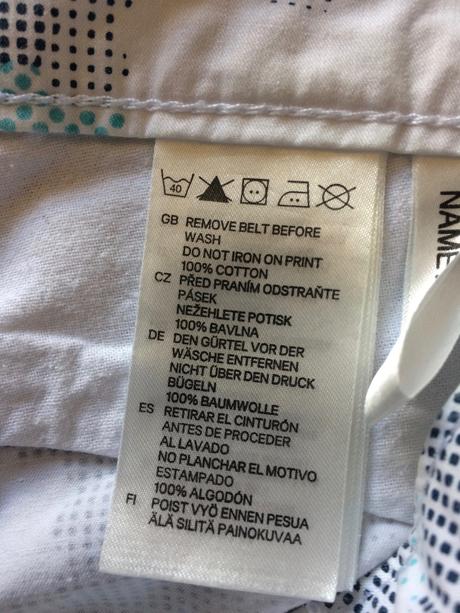 40
GB REMOVE BELT BEFORE
WASH
DO NOT IRON ON PRINT
100% COTTON
CZ PŘED PRANÍM ODSTRAŇTE
PÁSEK
NEŽEHLETE POTISK
100% BAVLNA
DE DEN GÜRTEL VOR DER
WÄSCHE ENTFERNEN
NICHT ÜBER DEN DRUCK
BÜGELN
100% BAUMWOLLE
ES RETIRAR EL CINTURÓN
ANTES DE PROCEDER
AL LAVADO
NO PLANCHAR EL MOTIVO
ESTAMPADO
100% ALGODÓN
FI POIST VYÖ ENNEN PESUA
ÄLÄ SILITÄ PAINOKUVAA
NAME: